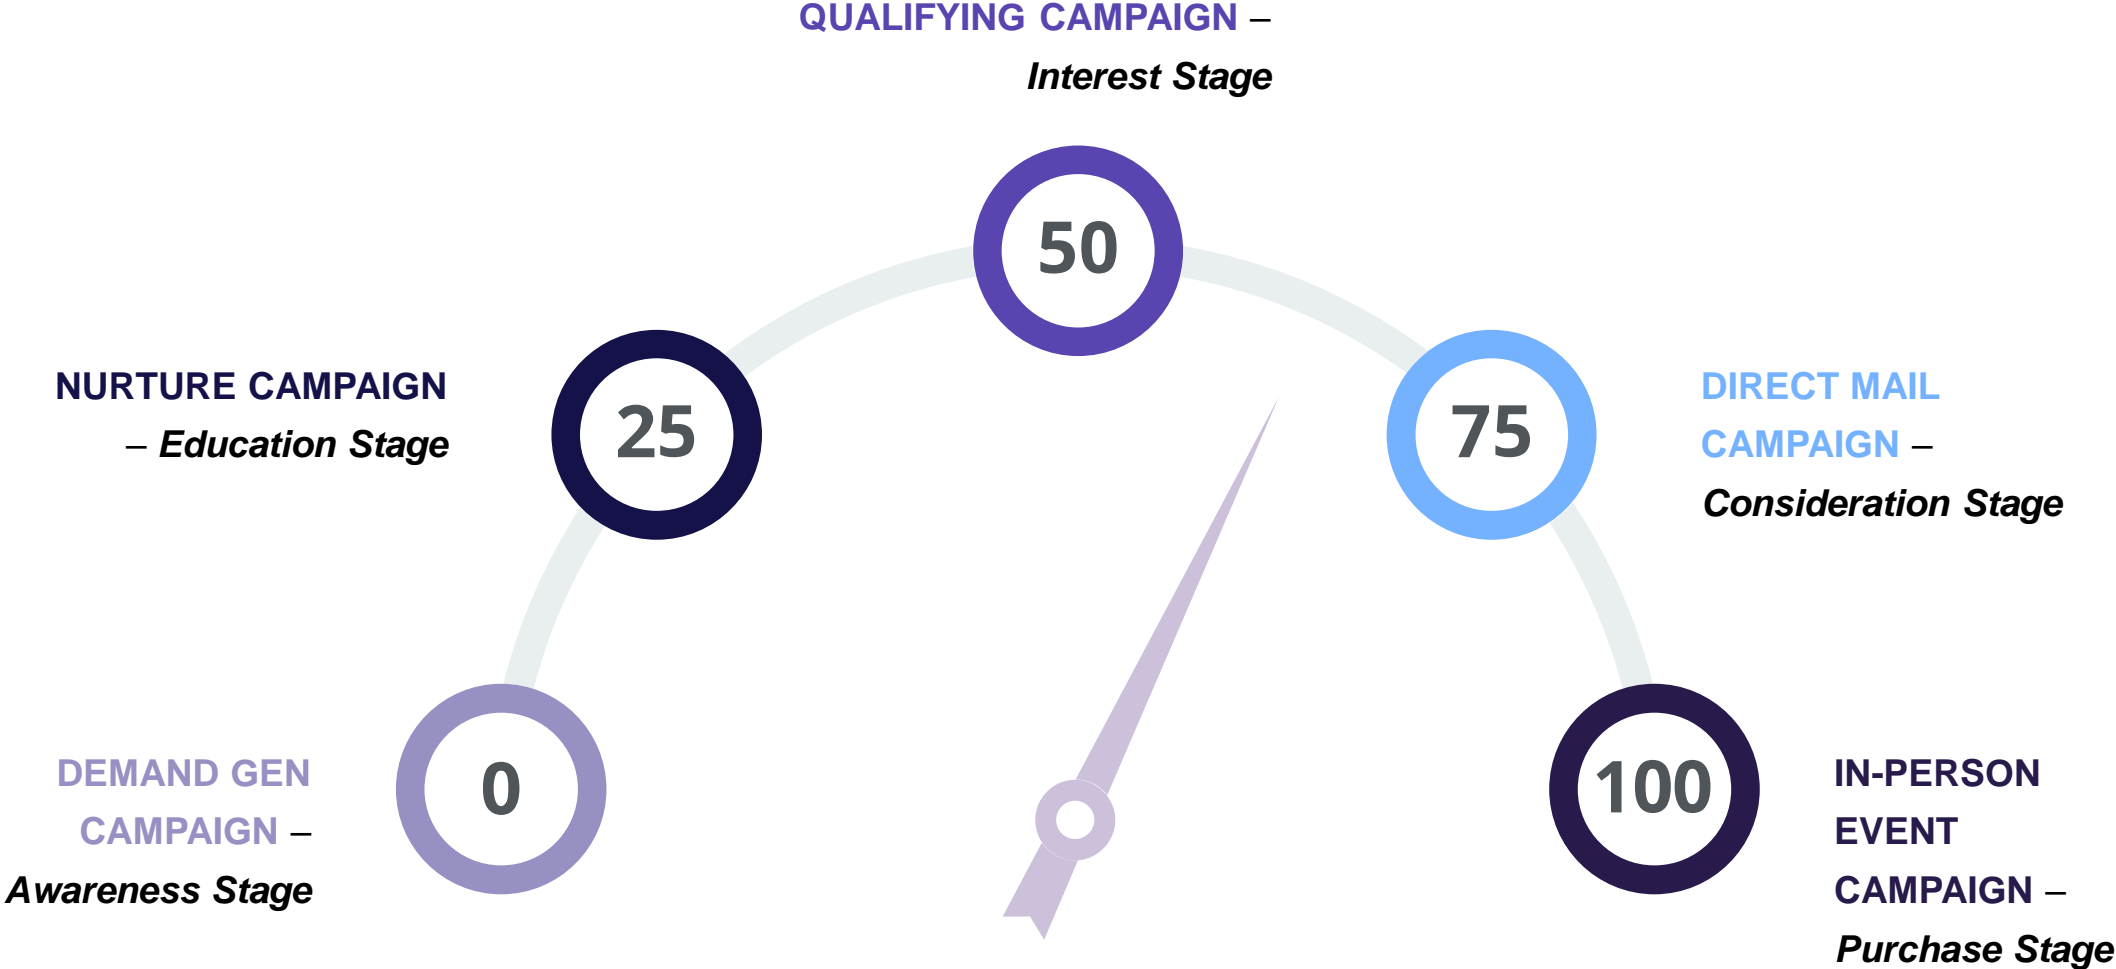 QUALIFYING CAMPAIGN –
Interest Stage
50
NURTURE CAMPAIGN
– Education Stage
25
75
DIRECT MAIL
CAMPAIGN –
Consideration Stage
DEMAND GEN
CAMPAIGN –
Awareness Stage
0
100
IN-PERSON
EVENT
CAMPAIGN –
Purchase Stage